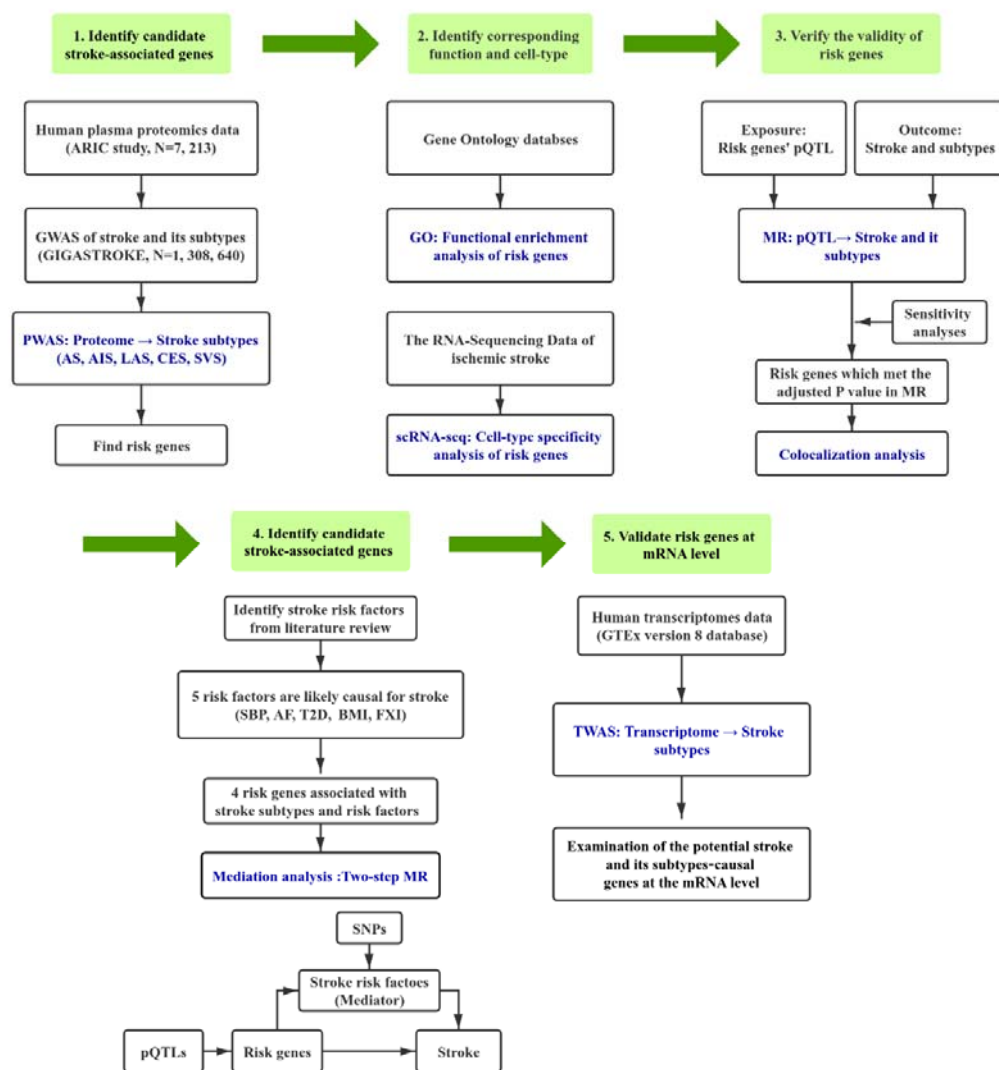 1. Identify candidate
stroke-associated genes
2. Identify corresponding
function and cell-type
3. Verify the validity of
risk genes
Human plasma proteomics data
(ARIC study, N=7, 213)
GWAS of stroke and its subtypes
(GIGASTROKE, N=1, 308, 640)
PWAS: Proteome → Stroke subtypes
(AS, AIS, LAS, CES, SVS)
Find risk genes
Gene Ontology databses
GO: Functional enrichment
analysis of risk genes
The RNA-Sequencing Data of
ischemic stroke
scRNA-seq: Cell-type specificity
analysis of risk genes
Exposure:
Risk genes' pQTL
Outcome:
Stroke and subtypes
MR: pQTL→ Stroke and it
subtypes
Sensitivity
analyses
Risk genes which met the
adjusted P value in MR
Colocalization analysis
4. Identify candidate
stroke-associated genes
5. Validate risk genes at
mRNA level
Identify stroke risk factors
from literature review
5 risk factors are likely causal for stroke
(SBP, AF, T2D, BMI, FXI)
4 risk genes associated with
stroke subtypes and risk factors
Mediation analysis :Two-step MR
SNPs
Stroke risk factoes
(Mediator)
pQTLs
Risk genes
Stroke
Human transcriptomes data
(GTEx version 8 database)
TWAS: Transcriptome → Stroke
subtypes
Examination of the potential stroke
and its subtypes-causal
genes at the mRNA level